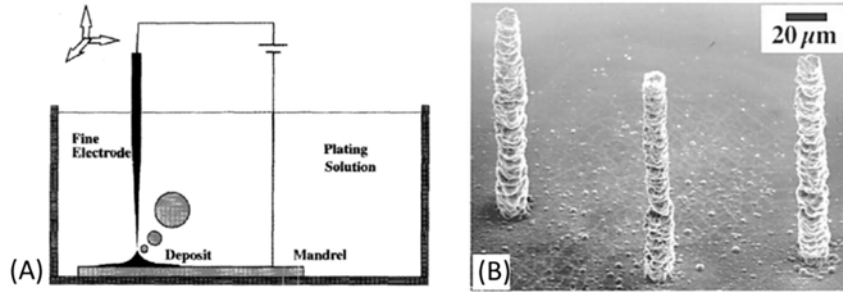 Fine
Electrode
Plating
Solution
Deposit
Mandrel
(A)
20 μm
(B)